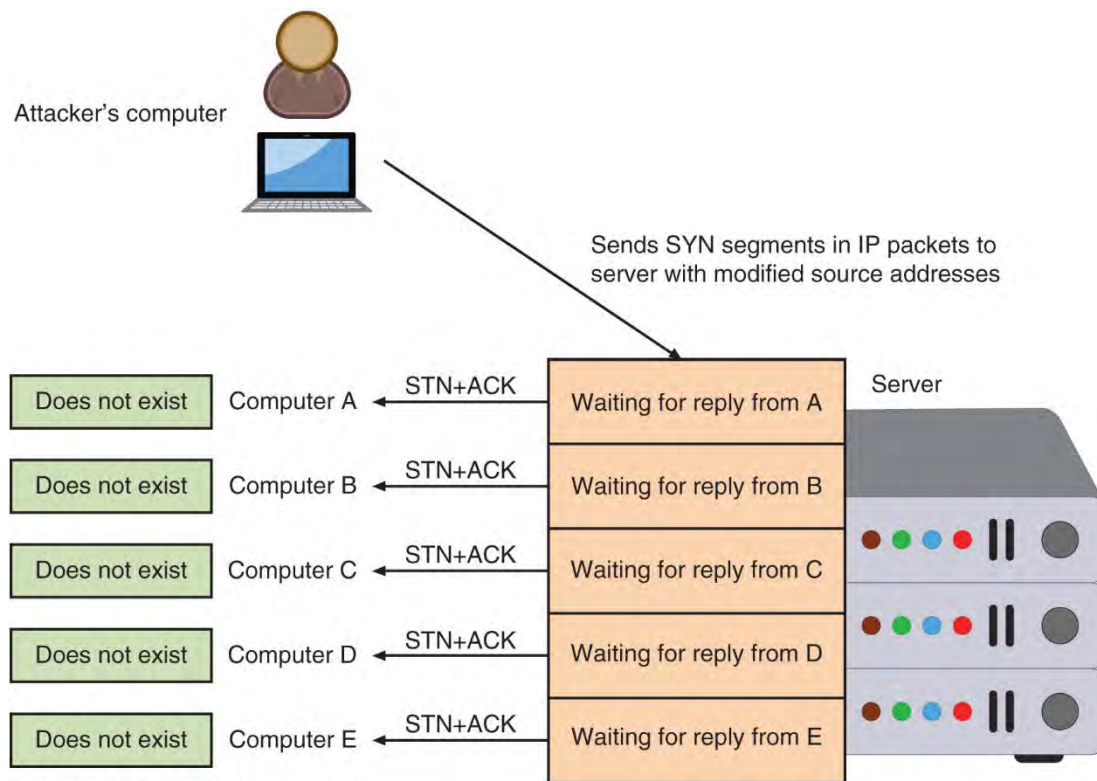 Attacker's computer
Sends SYN segments in IP packets to
server with modified source addresses
Server
Does not exist Computer A STN+ACK Waiting for reply from A
Does not exist Computer B STN+ACK Waiting for reply from B
Does not exist Computer C STN+ACK Waiting for reply from C
Does not exist Computer D STN+ACK Waiting for reply from D
Does not exist Computer E STN+ACK Waiting for reply from E